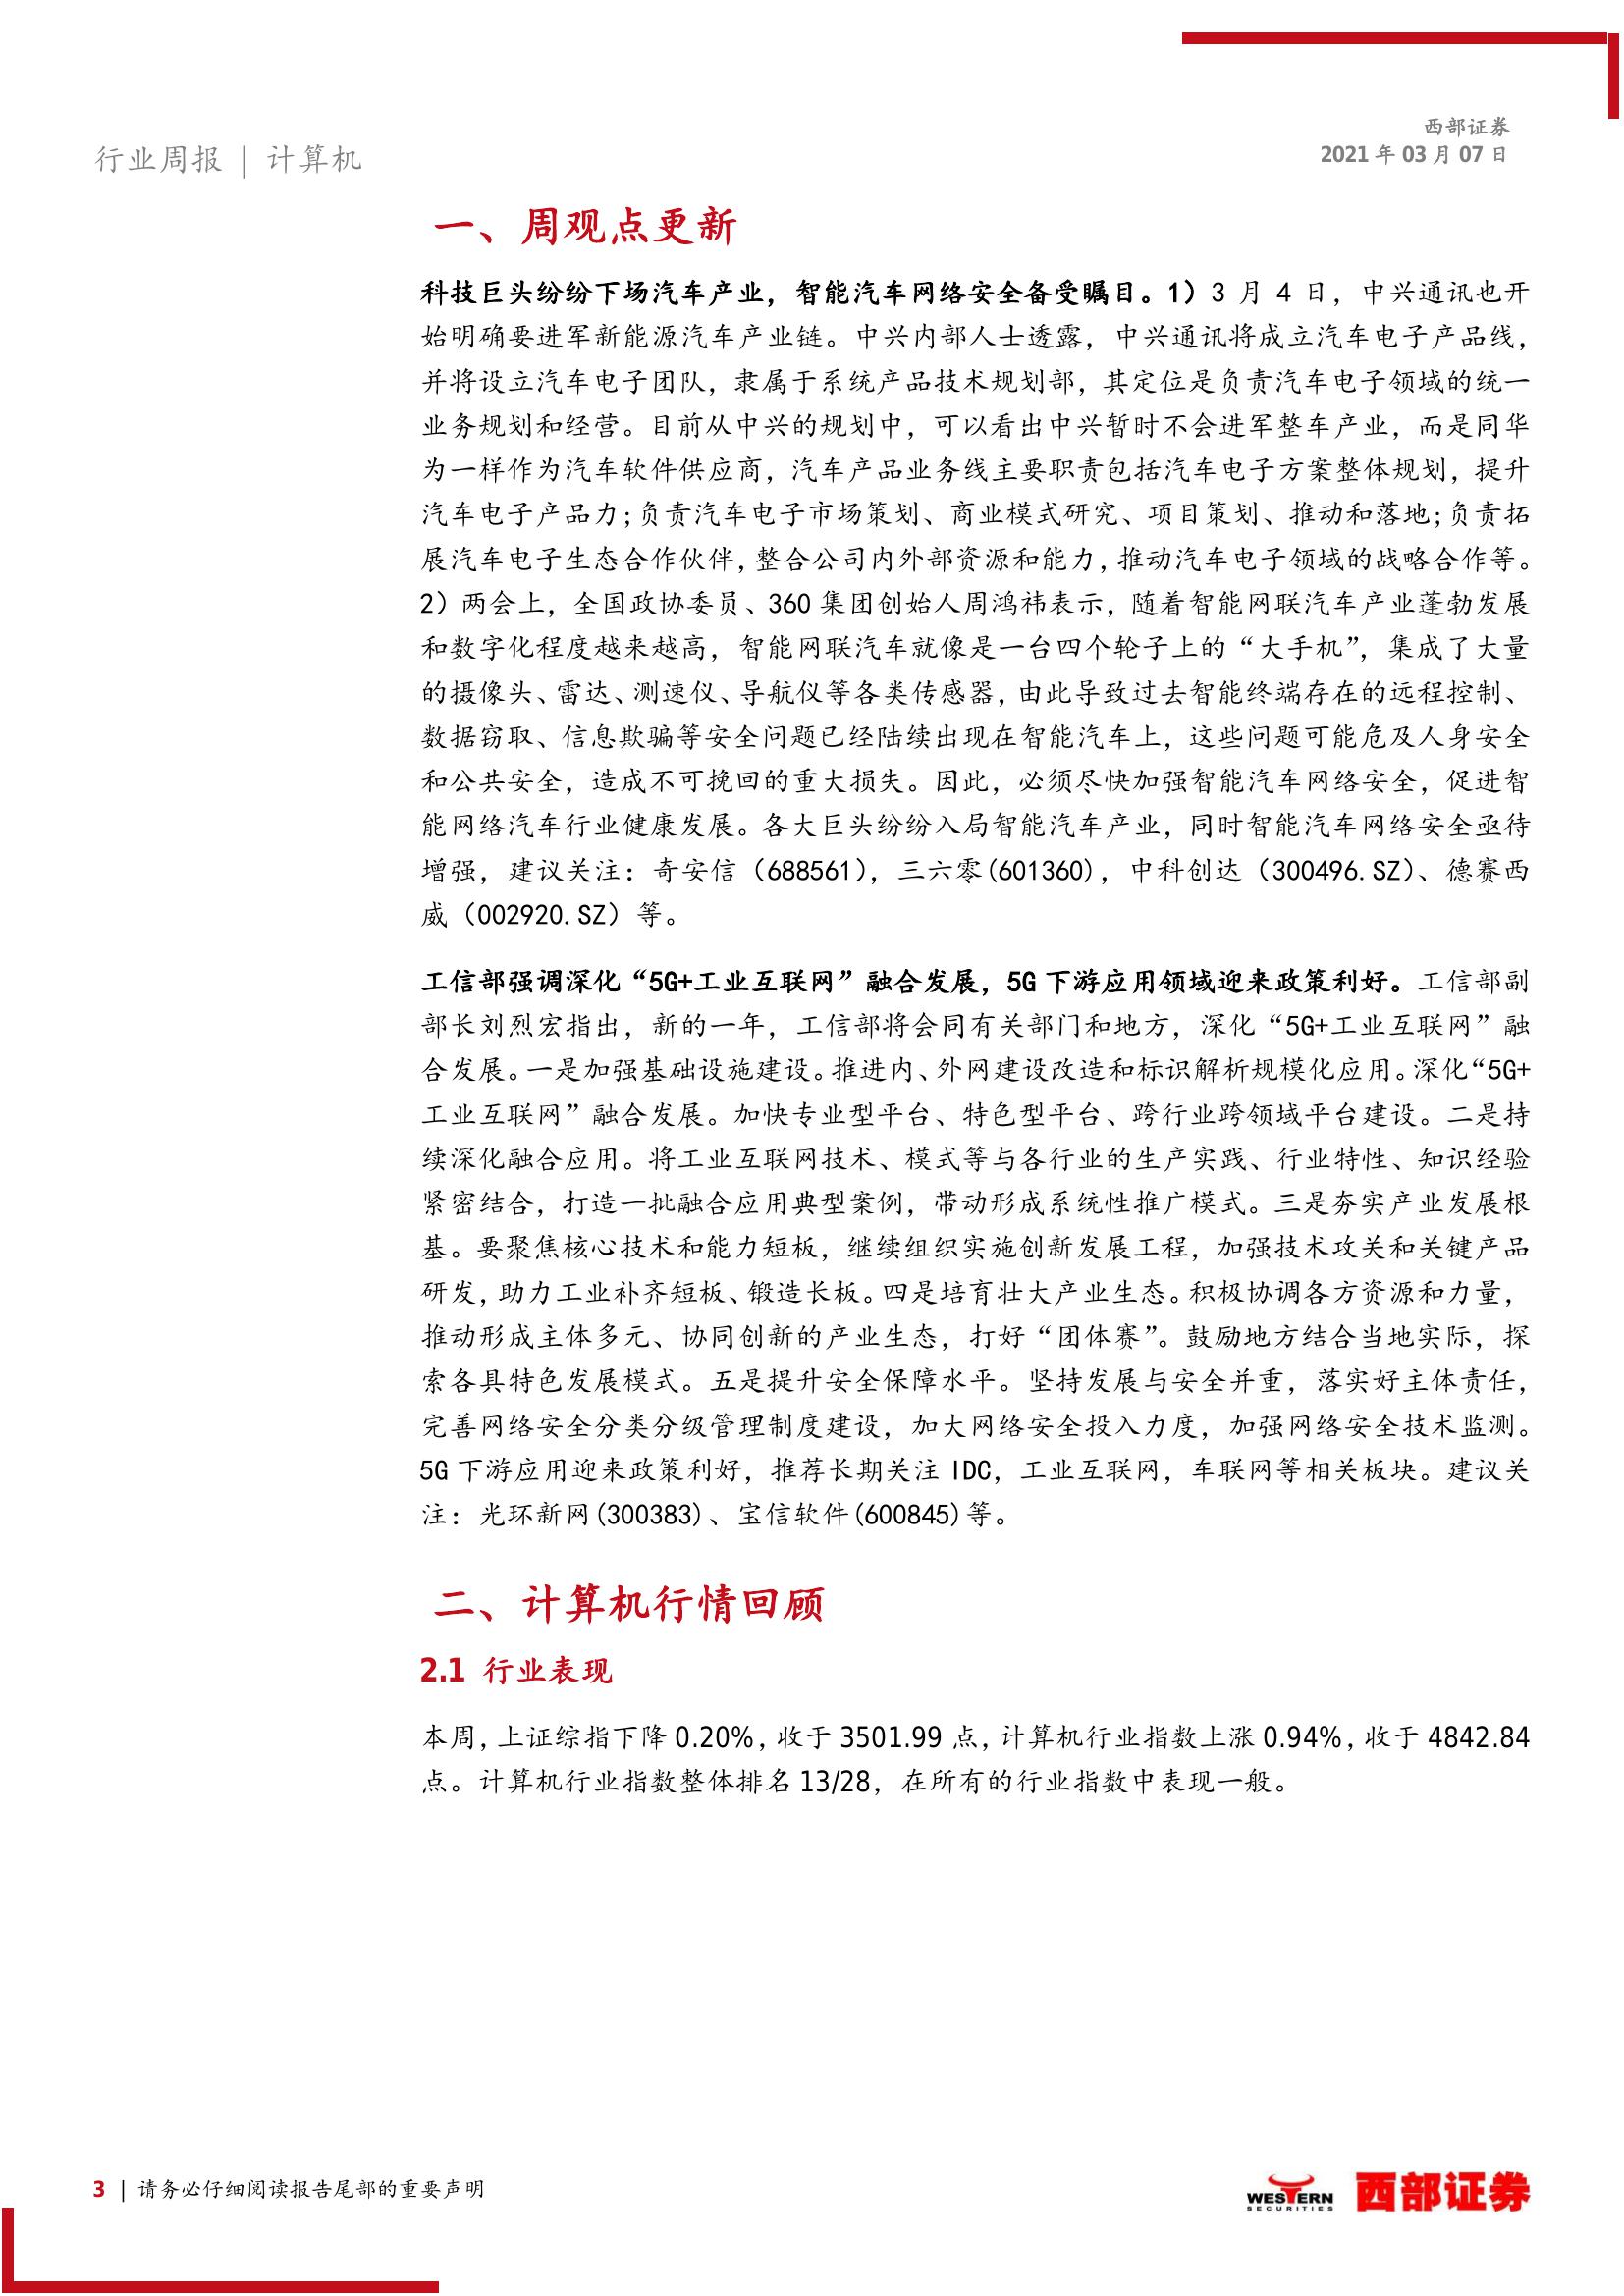 行业周报 | 计算机
西部证券
2021 年 03 月 07 日
一、周观点更新
科技巨头纷纷下场汽车产业，智能汽车网络安全备受瞩目。1）3 月 4 日，中兴通讯也开
始明确要进军新能源汽车产业链。中兴内部人士透露，中兴通讯将成立汽车电子产品线，
并将设立汽车电子团队，隶属于系统产品技术规划部，其定位是负责汽车电子领域的统一
业务规划和经营。目前从中兴的规划中，可以看出中兴暂时不会进军整车产业，而是同华
为一样作为汽车软件供应商，汽车产品业务线主要职责包括汽车电子方案整体规划，提升
汽车电子产品力;负责汽车电子市场策划、商业模式研究、项目策划、推动和落地;负责拓
展汽车电子生态合作伙伴,整合公司内外部资源和能力,推动汽车电子领域的战略合作等。
2）两会上，全国政协委员、360 集团创始人周鸿祎表示，随着智能网联汽车产业蓬勃发展
和数字化程度越来越高，智能网联汽车就像是一台四个轮子上的“大手机”，集成了大量
的摄像头、雷达、测速仪、导航仪等各类传感器，由此导致过去智能终端存在的远程控制、
数据窃取、信息欺骗等安全问题已经陆续出现在智能汽车上，这些问题可能危及人身安全
和公共安全，造成不可挽回的重大损失。因此，必须尽快加强智能汽车网络安全，促进智
能网络汽车行业健康发展。各大巨头纷纷入局智能汽车产业，同时智能汽车网络安全亟待
增强，建议关注：奇安信（688561），三六零(601360)，中科创达（300496.SZ）、德赛西
威（002920.SZ）等。
工信部强调深化“5G+工业互联网”融合发展，5G 下游应用领域迎来政策利好。工信部副
部长刘烈宏指出，新的一年，工信部将会同有关部门和地方，深化“5G+工业互联网”融
合发展。一是加强基础设施建设。推进内、外网建设改造和标识解析规模化应用。深化“5G+
工业互联网”融合发展。加快专业型平台、特色型平台、跨行业跨领域平台建设。二是持
续深化融合应用。将工业互联网技术、模式等与各行业的生产实践、行业特性、知识经验
紧密结合，打造一批融合应用典型案例，带动形成系统性推广模式。三是夯实产业发展根
基。要聚焦核心技术和能力短板，继续组织实施创新发展工程，加强技术攻关和关键产品
研发，助力工业补齐短板、锻造长板。四是培育壮大产业生态。积极协调各方资源和力量，
推动形成主体多元、协同创新的产业生态，打好“团体赛”。鼓励地方结合当地实际，探
索各具特色发展模式。五是提升安全保障水平。坚持发展与安全并重，落实好主体责任，
完善网络安全分类分级管理制度建设，加大网络安全投入力度，加强网络安全技术监测。
5G 下游应用迎来政策利好，推荐长期关注 IDC，工业互联网，车联网等相关板块。建议关
注：光环新网(300383)、宝信软件(600845)等。
二、计算机行情回顾
2.1 行业表现
本周，上证综指下降 0.20%，收于 3501.99 点，计算机行业指数上涨 0.94%，收于 4842.84
点。计算机行业指数整体排名 13/28，在所有的行业指数中表现一般。
3 | 请务必仔细阅读报告尾部的重要声明
WESTERN
SECURITIES
西部证券